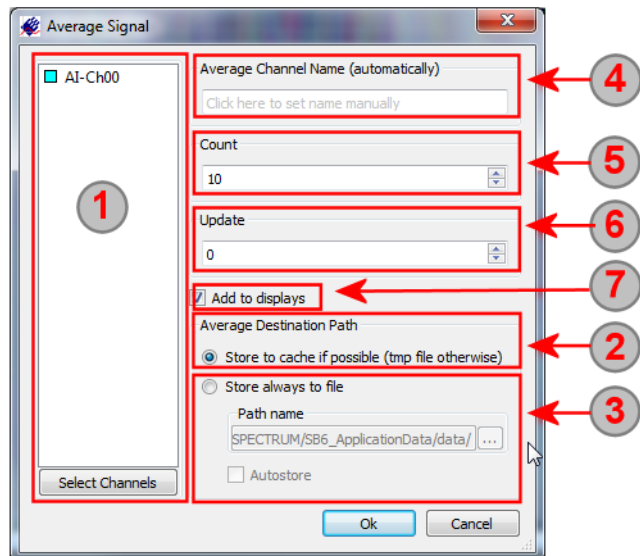 Average Signal
AI-Ch00
1
Select Channels
Average Channel Name (automatically)
Click here to set name manually
4
Count
10
5
Update
0
6
Add to displays
7
Average Destination Path
Store to cache if possible (tmp file otherwise)
2
Store always to file
Path name
SPECTRUM/SB6_ApplicationData/data/ ...
3
Autostore
Ok Cancel